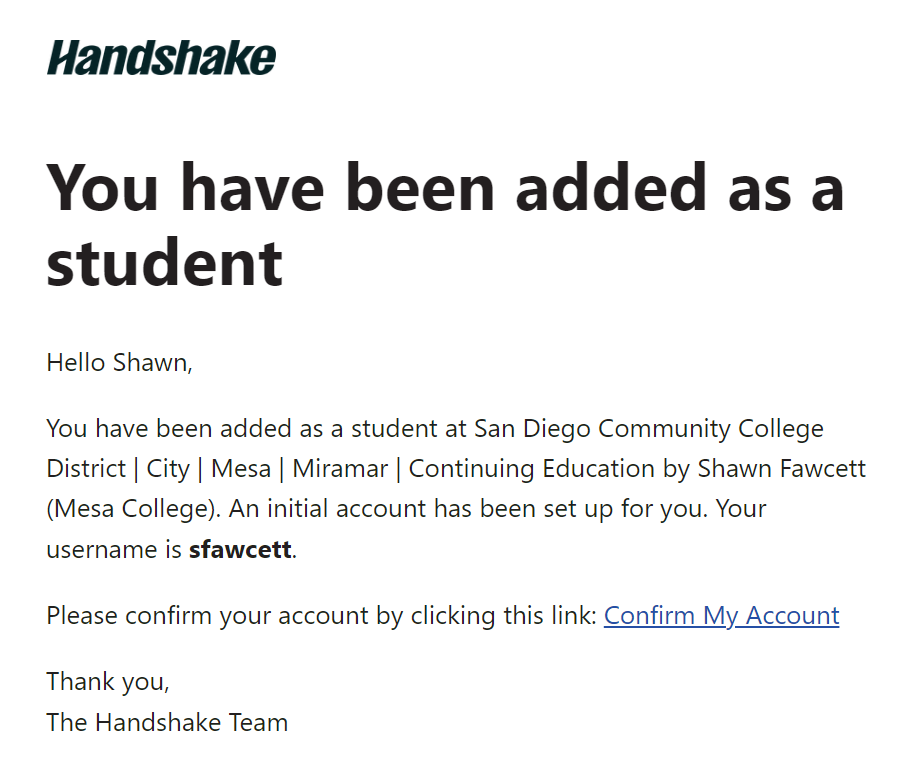 Handshake
You have been added as a
student
Hello Shawn,
You have been added as a student at San Diego Community College
District | City | Mesa | Miramar | Continuing Education by Shawn Fawcett
(Mesa College). An initial account has been set up for you. Your
username is sfawcett.
Please confirm your account by clicking this link: Confirm My Account
Thank you,
The Handshake Team